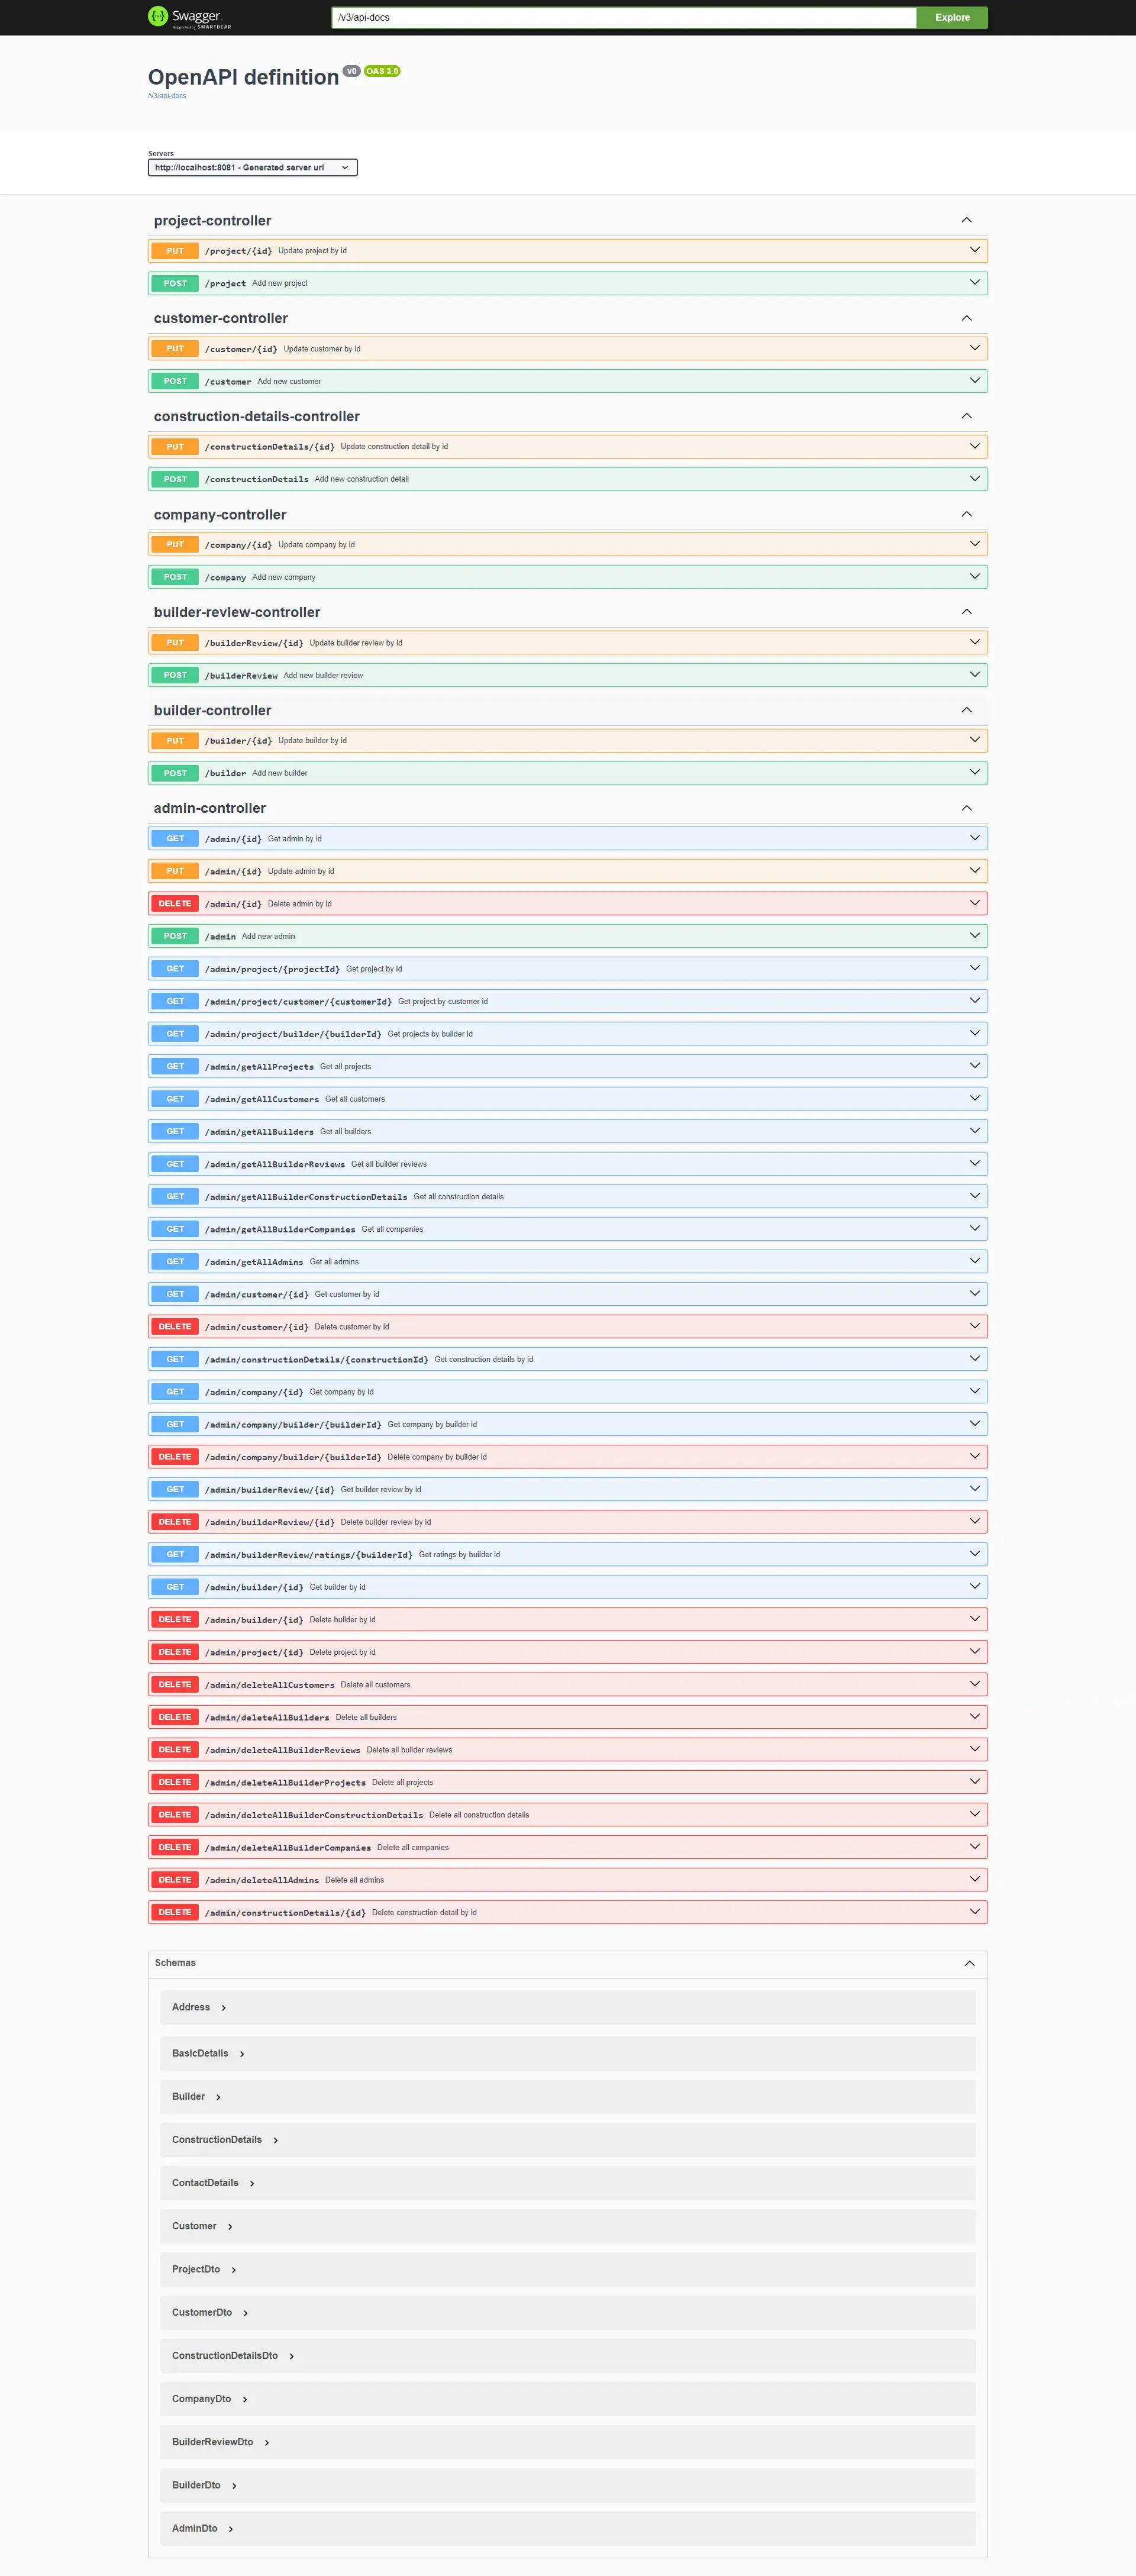 Swagger.
Supported by SMARTBEAR
/v3/api-docs
Explore
OpenAPI definition v0 OAS 3.0
/v3/api-docs
Servers
http://localhost:8081 - Generated server url
project-controller
PUT /project/{id} Update project by id
POST /project Add new project
customer-controller
PUT /customer/{id} Update customer by id
POST /customer Add new customer
construction-details-controller
PUT /constructionDetails/{id} Update construction detail by id
POST /constructionDetails Add new construction detail
company-controller
PUT /company/{id} Update company by id
POST /company Add new company
builder-review-controller
PUT /builderReview/{id} Update builder review by id
POST /builderReview Add new builder review
builder-controller
PUT /builder/{id} Update builder by id
POST /builder Add new builder
admin-controller
GET /admin/{id} Get admin by id
PUT /admin/{id} Update admin by id
DELETE /admin/{id} Delete admin by id
POST /admin Add new admin
GET /admin/project/{projectId} Get project by id
GET /admin/project/customer/{customerId} Get project by customer id
GET /admin/project/builder/{builderId} Get projects by builder id
GET /admin/getAllProjects Get all projects
GET /admin/getAllCustomers Get all customers
GET /admin/getAllBuilders Get all builders
GET /admin/getAllBuilderReviews Get all builder reviews
GET /admin/getAllBuilderConstructionDetails Get all construction details
GET /admin/getAllBuilderCompanies Get all companies
GET /admin/getAllAdmins Get all admins
GET /admin/customer/{id} Get customer by id
DELETE /admin/customer/{id} Delete customer by id
GET /admin/constructionDetails/{constructionId} Get construction details by id
GET /admin/company/{id} Get company by id
GET /admin/company/builder/{builderId} Get company by builder id
DELETE /admin/company/builder/{builderId} Delete company by builder id
GET /admin/builderReview/{id} Get builder review by id
DELETE /admin/builderReview/{id} Delete builder review by id
GET /admin/builderReview/ratings/{builderId} Get ratings by builder id
GET /admin/builder/{id} Get builder by id
DELETE /admin/builder/{id} Delete builder by id
DELETE /admin/project/{id} Delete project by id
DELETE /admin/deleteAllCustomers Delete all customers
DELETE /admin/deleteAllBuilders Delete all builders
DELETE /admin/deleteAllBuilderReviews Delete all builder reviews
DELETE /admin/deleteAllBuilderProjects Delete all projects
DELETE /admin/deleteAllBuilderConstructionDetails Delete all construction details
DELETE /admin/deleteAllBuilderCompanies Delete all companies
DELETE /admin/deleteAllAdmins Delete all admins
DELETE /admin/constructionDetails/{id} Delete construction detail by id
Schemas
Address
BasicDetails
Builder
ConstructionDetails
ContactDetails
Customer
ProjectDto
CustomerDto
ConstructionDetailsDto
CompanyDto
BuilderReviewDto
BuilderDto
AdminDto